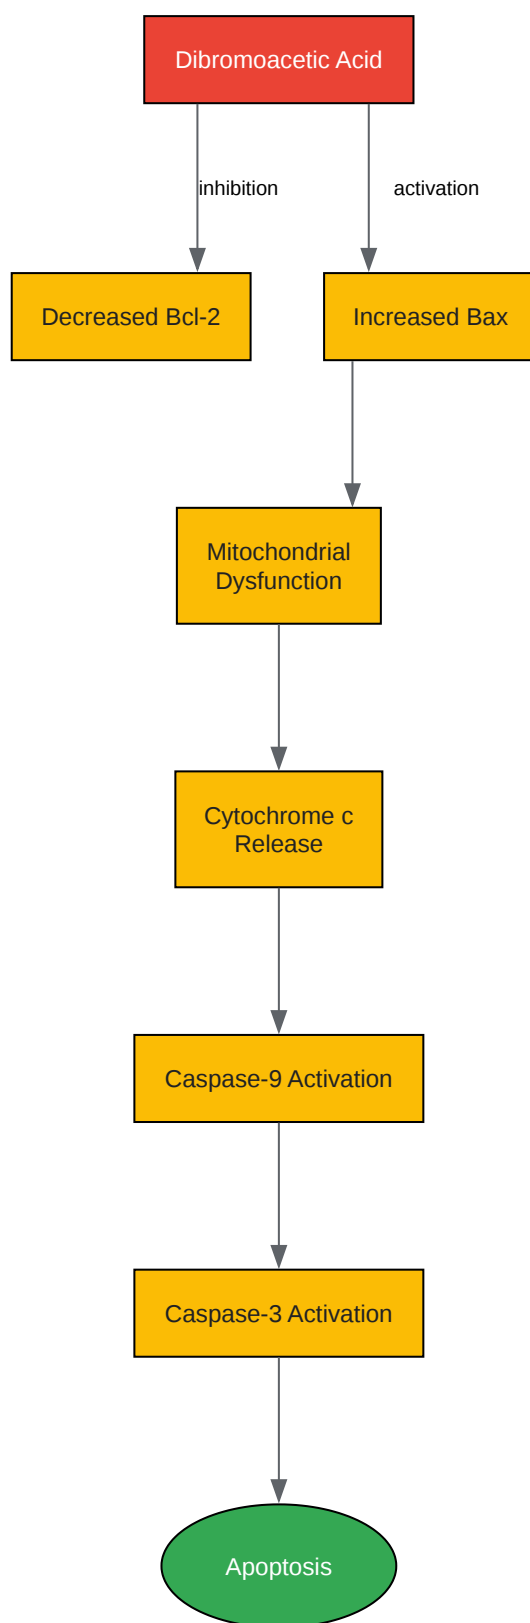 Dibromoacetic Acid
inhibition
activation
Decreased Bcl-2
Increased Bax
Mitochondrial
Dysfunction
Cytochrome c
Release
Caspase-9 Activation
Caspase-3 Activation
Apoptosis